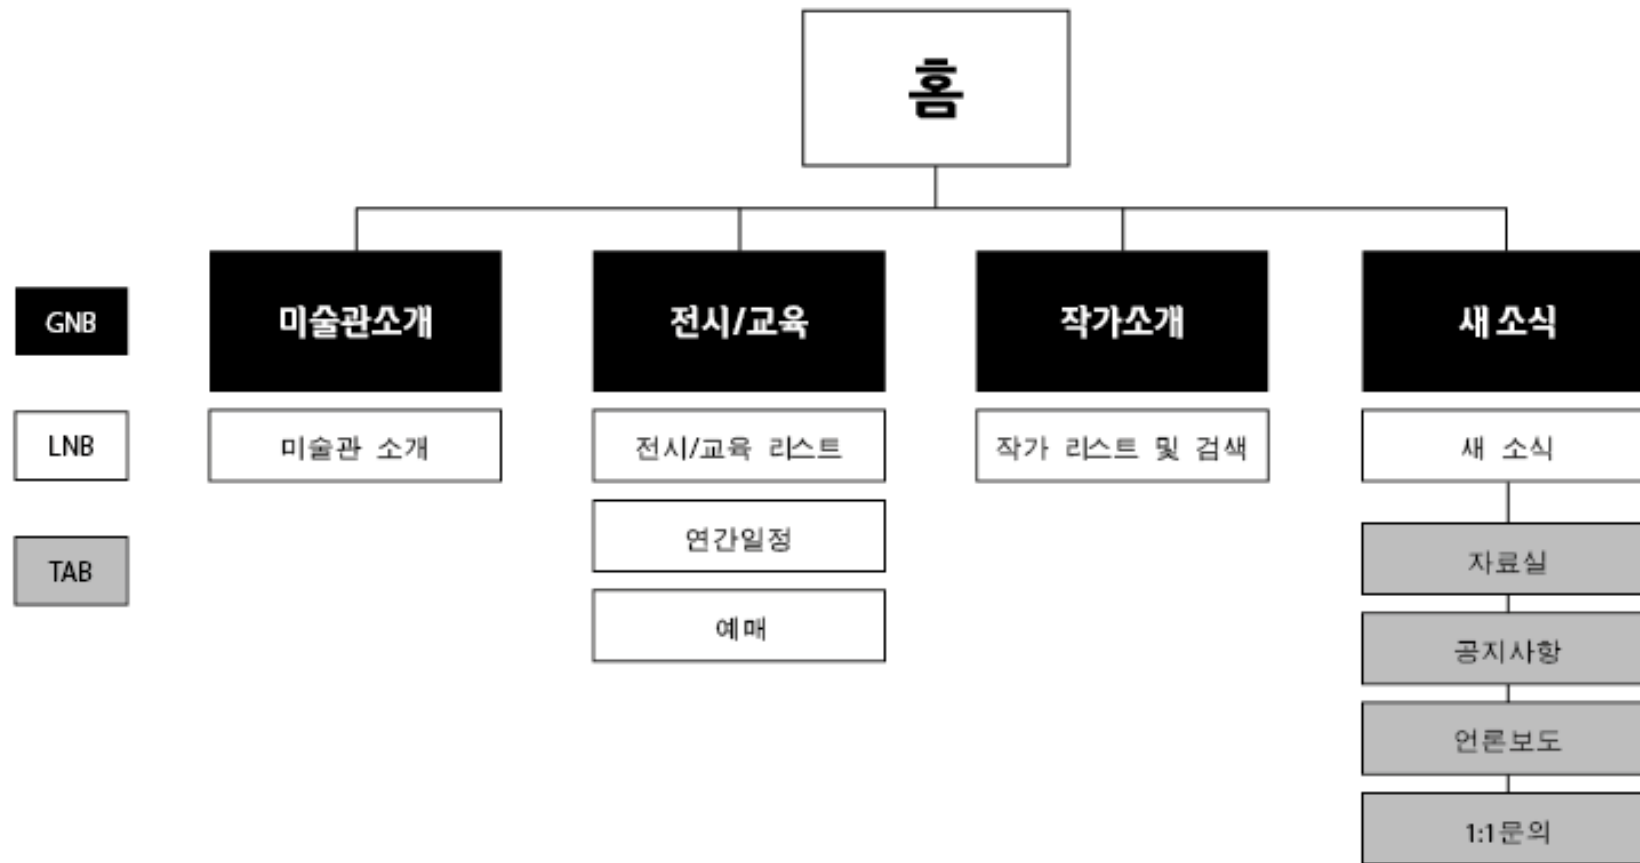 홈
GNB
미술관소개
전시/교육
작가소개
새 소식
LNB
미술관 소개
전시/교육 리스트
작가 리스트 및 검색
새 소식
연간일정
TAB
자료실
예매
공지사항
언론보도
1:1문의